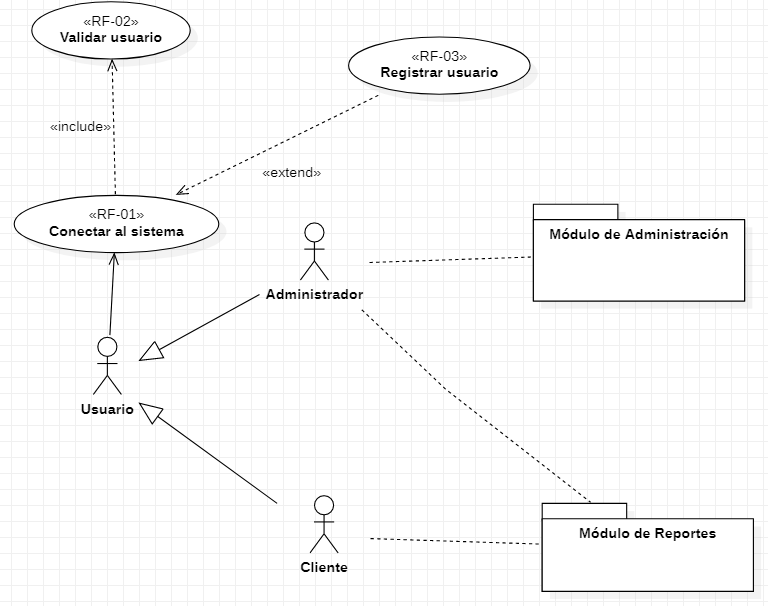 «RF-02»
Validar usuario
«RF-03»
Registrar usuario
«include»
«extend»
«RF-01»
Conectar al sistema
Módulo de Administración
Administrador
Usuario
Módulo de Reportes
Cliente